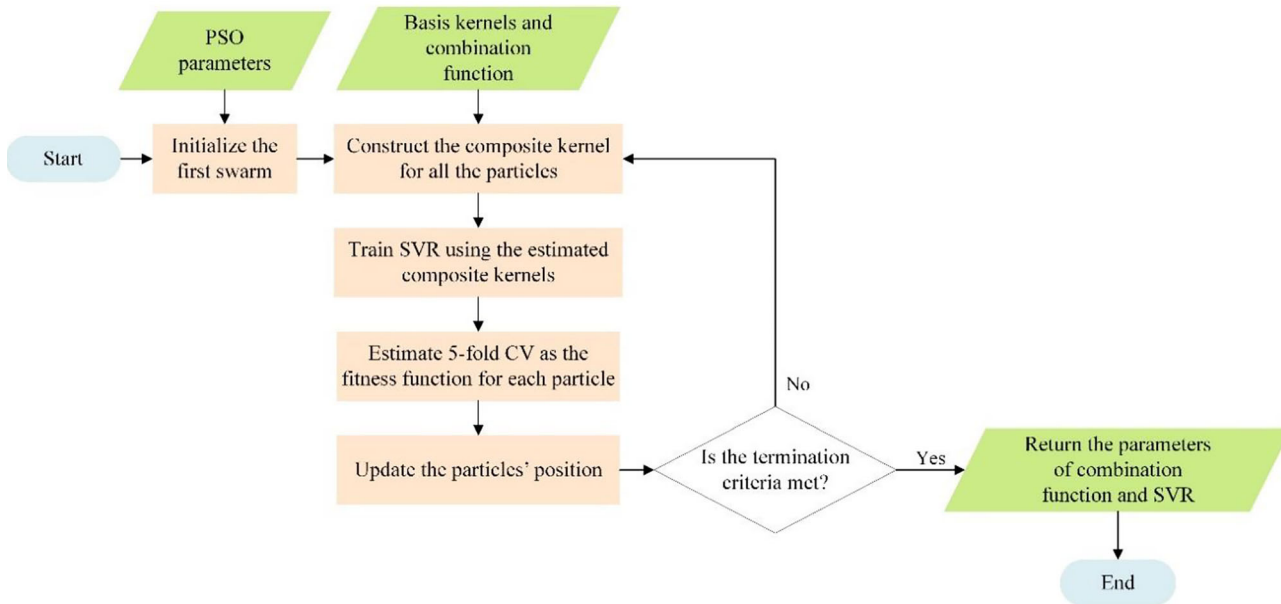 PSO
parameters
Basis kernels and
combination
function
Start
Initialize the
first swarm
Construct the composite kernel
for all the particles
Train SVR using the estimated
composite kernels
Estimate 5-fold CV as the
fitness function for each particle
Update the particles’ position
Is the termination
criteria met?
No
Yes
Return the parameters
of combination
function and SVR
End